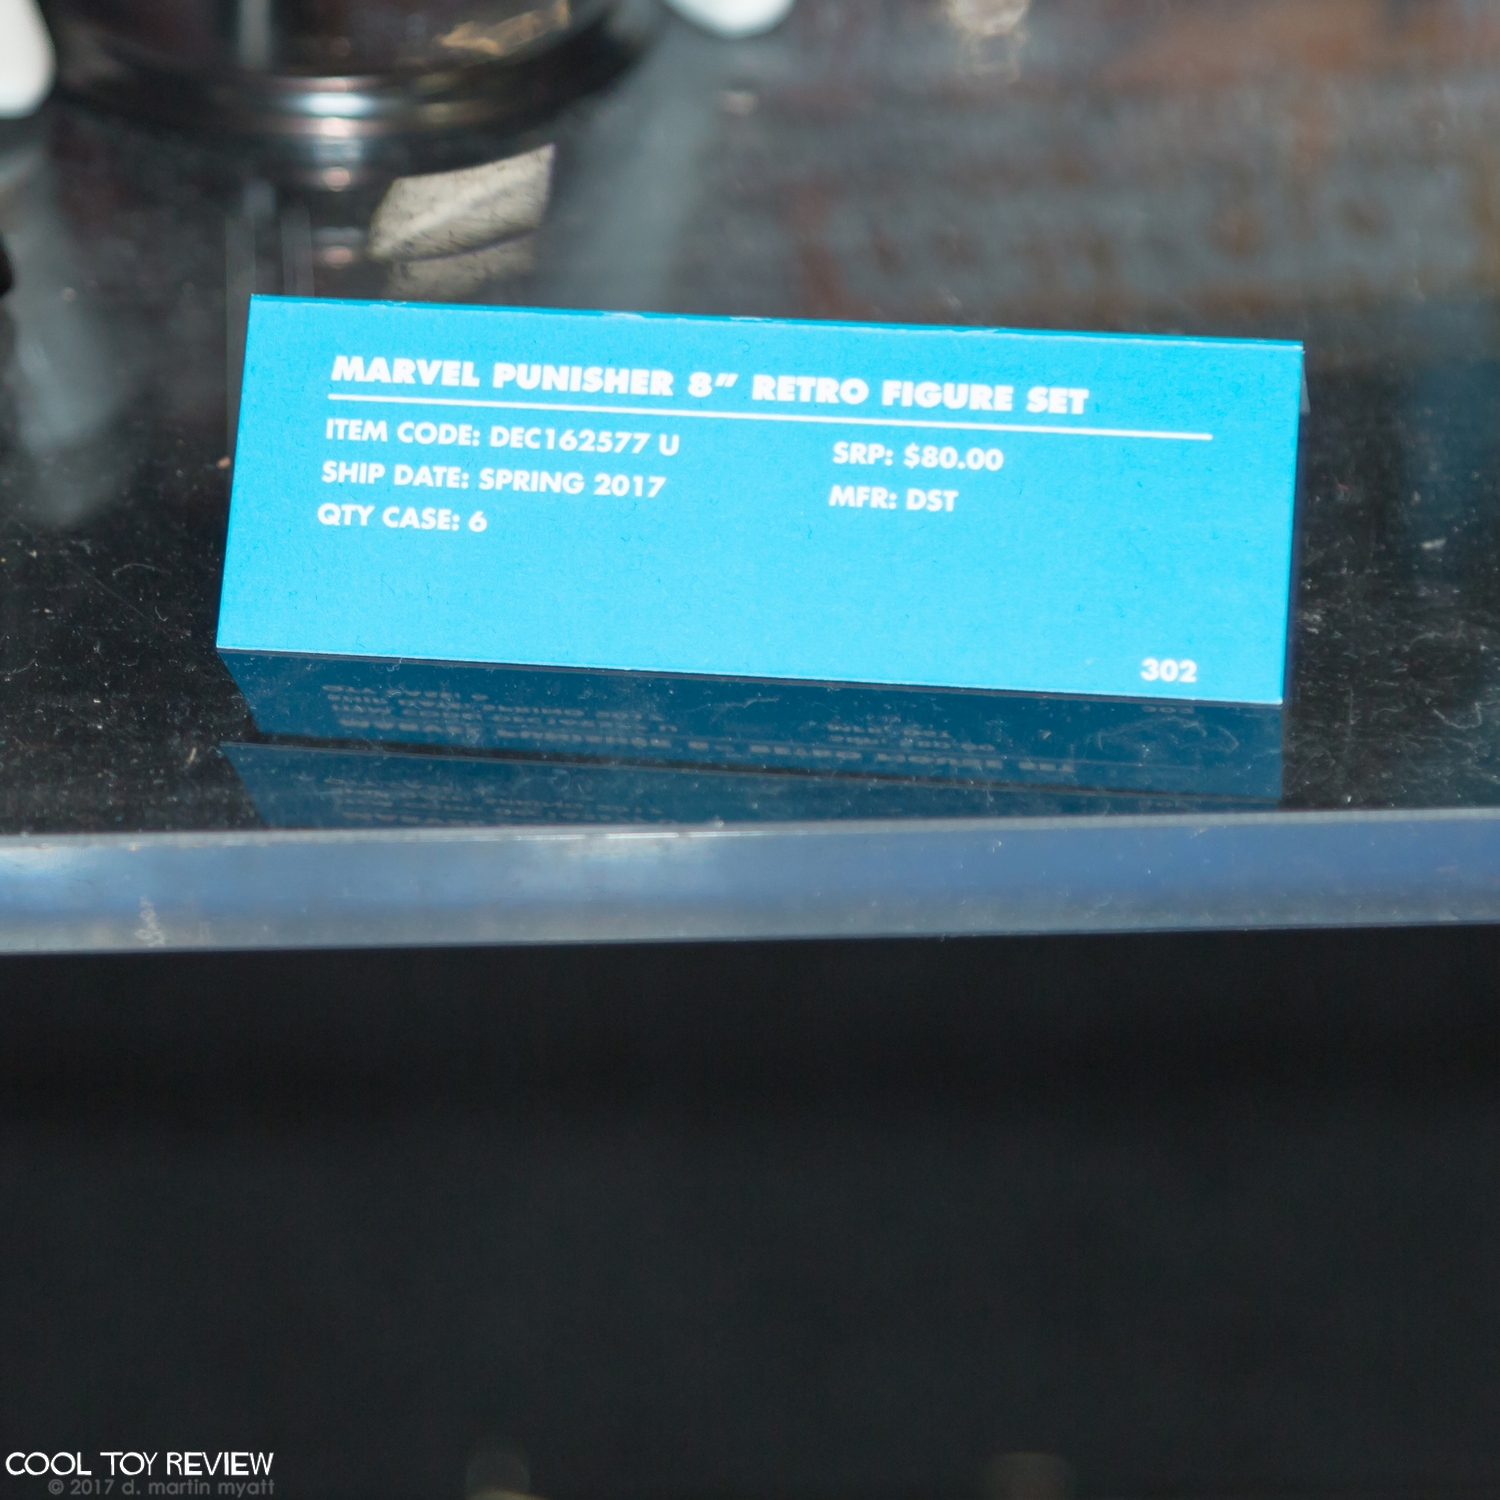 MARVEL PUNISHER 8” RETRO FIGURE SET
ITEM CODE: DEC162577 U
SHIP DATE: SPRING 2017
QTY CASE: 6
SRP: $80.00
MFR: DST
302
COOL TOY REVIEW
© 2017 d. martin myatt